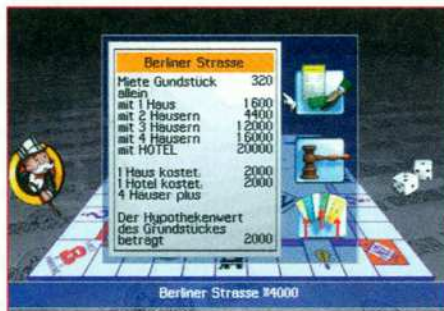 Berliner Strasse
Miete Gundstück 320
allein
mit 1 Haus 1600
mit 2 Häusern 4400
mit 3 Häusern 12000
mit 4 Häusern 16000
mit HOTEL 20000
1 Haus kostet. 2000
1 Hotel kostet. 2000
4 Häuser plus
Der Hypothekenwert
des Grundstückes
beträgt 2000
Berliner Strasse ₩4000